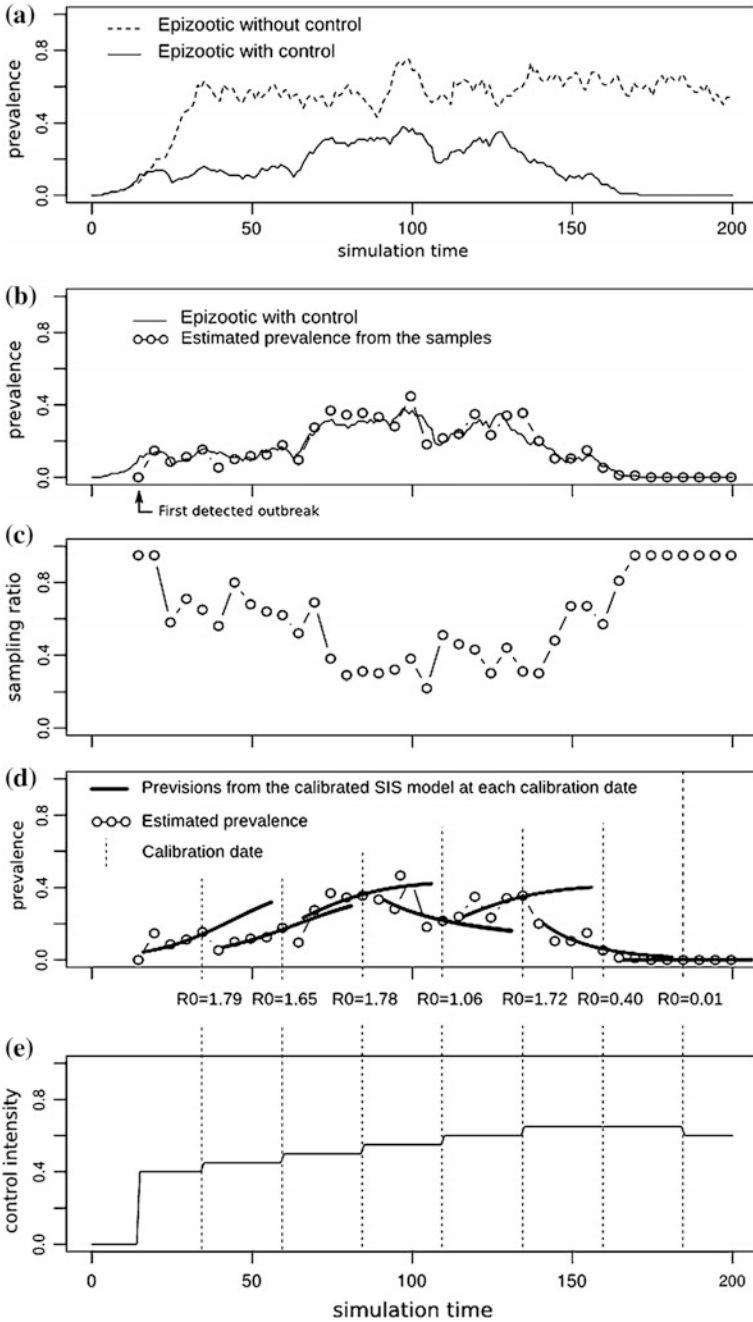 (a)
Epizootic without control
Epizootic with control
prevalence
0.0 0.4 0.8
0 50 100 150 200
simulation time
(b)
Epizootic with control
Estimated prevalence from the samples
prevalence
0.0 0.4 0.8
First detected outbreak
(c)
sampling ratio
0.0 0.4 0.8
(d)
Previsions from the calibrated SIS model at each calibration date
Estimated prevalence
Calibration date
prevalence
0.0 0.4 0.8
R0=1.79 R0=1.65 R0=1.78 R0=1.06 R0=1.72 R0=0.40 R0=0.01
(e)
control intensity
0.0 0.4 0.8
0 50 100 150 200
simulation time